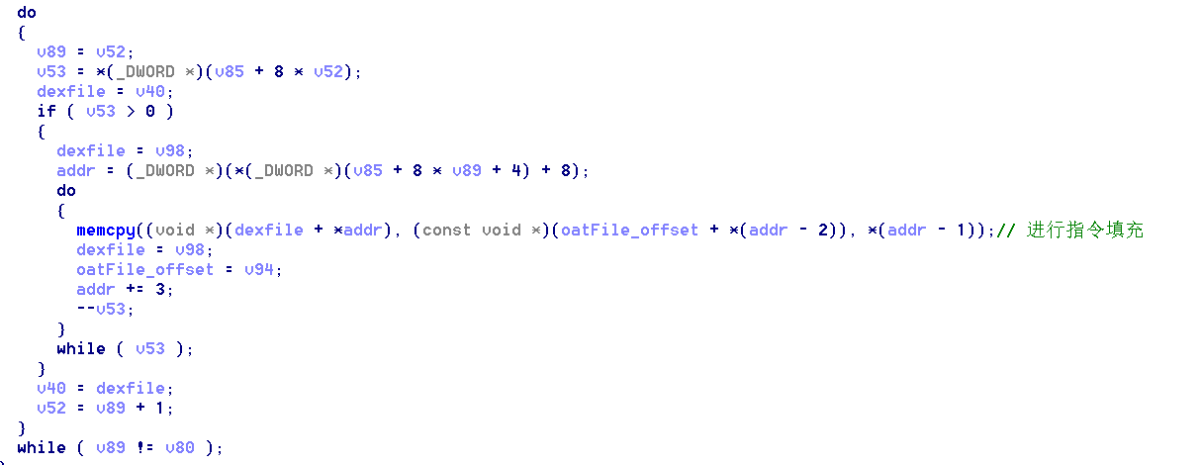 do
{
v89 = v52;
v53 = *(_DWORD *)(v85 + 8 * v52);
dexfile = v40;
if ( v53 > 0 )
{
dexfile = v98;
addr = (_DWORD *)(*(_DWORD *)(v85 + 8 * v89 + 4) + 8);
do
{
memcpy((void *)(dexfile + *addr), (const void *)(oatFile_offset + *(addr - 2)), *(addr - 1));// 进行指令填充
dexfile = v98;
oatFile_offset = v94;
addr += 3;
--v53;
}
while ( v53 );
}
v40 = dexfile;
v52 = v89 + 1;
}
while ( v89 != v80 );